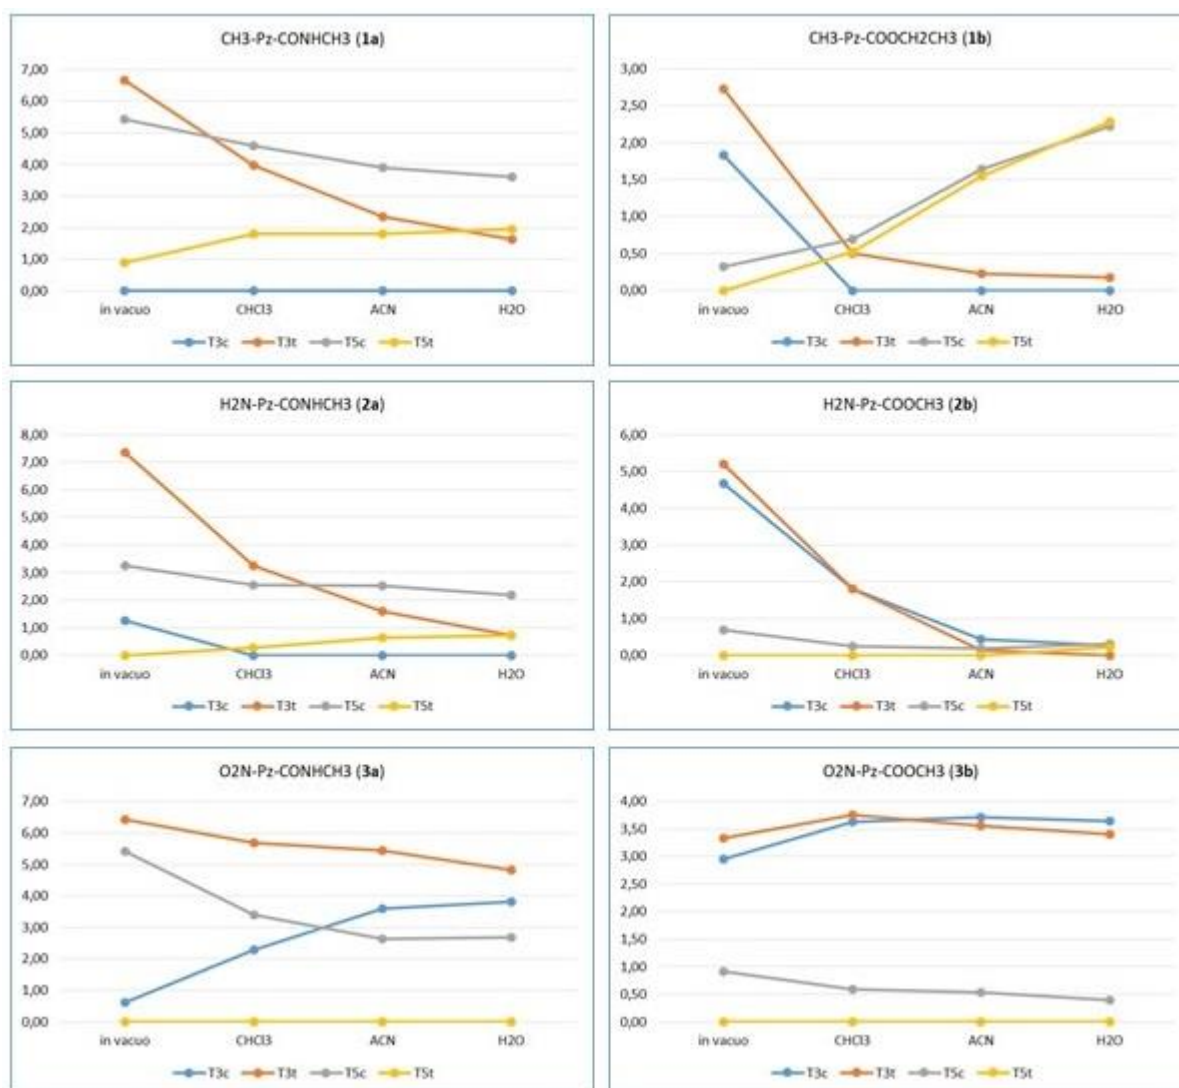 CH3-Pz-CONHCH3 (1a)
7,00
6,00
5,00
4,00
3,00
2,00
1,00
0,00
in vacuo CHCl3 ACN H2O
T3c T3t T5c T5t
CH3-Pz-COOCH2CH3 (1b)
3,00
2,50
2,00
1,50
1,00
0,50
0,00
in vacuo CHCl3 ACN H2O
T3c T3t T5c T5t
H2N-Pz-CONHCH3 (2a)
8,00
7,00
6,00
5,00
4,00
3,00
2,00
1,00
0,00
in vacuo CHCl3 ACN H2O
T3c T3t T5c T5t
H2N-Pz-COOCH3 (2b)
6,00
5,00
4,00
3,00
2,00
1,00
0,00
in vacuo CHCl3 ACN H2O
T3c T3t T5c T5t
O2N-Pz-CONHCH3 (3a)
7,00
6,00
5,00
4,00
3,00
2,00
1,00
0,00
in vacuo CHCl3 ACN H2O
T3c T3t T5c T5t
O2N-Pz-COOCH3 (3b)
4,00
3,50
3,00
2,50
2,00
1,50
1,00
0,50
0,00
in vacuo CHCl3 ACN H2O
T3c T3t T5c T5t